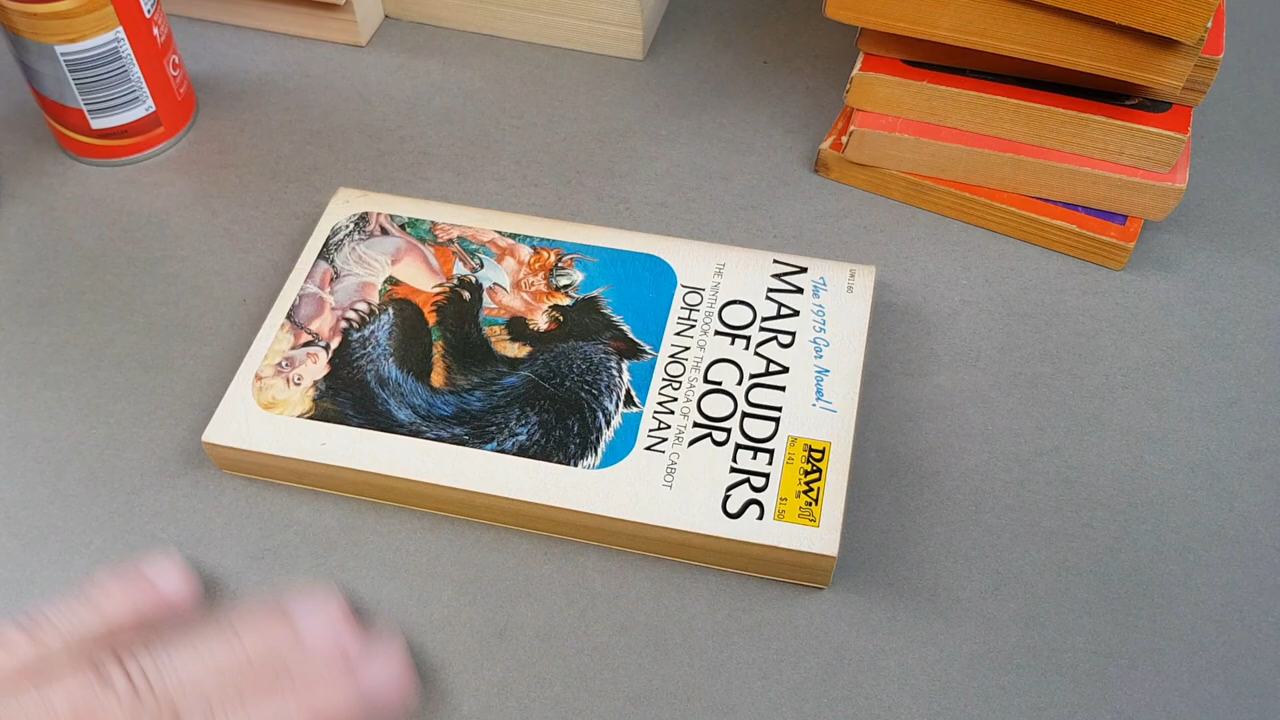 UW1160
The 1975 Gor Novel!
DAW
BOOKS
No. 141
$1.50
MARAUDERS
OF GOR
THE NINTH BOOK OF THE SAGA OF TARL CABOT
JOHN NORMAN